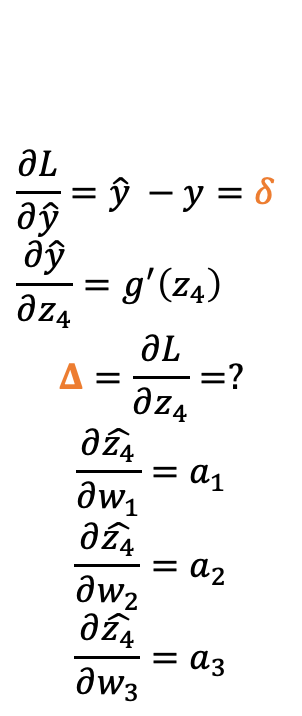 ∂L/∂ŷ = ŷ − y = δ
∂ŷ/∂z₄ = g′(z₄)
Δ = ∂L/∂z₄ =?
∂ẑ₄/∂w₁ = a₁
∂ẑ₄/∂w₂ = a₂
∂ẑ₄/∂w₃ = a₃